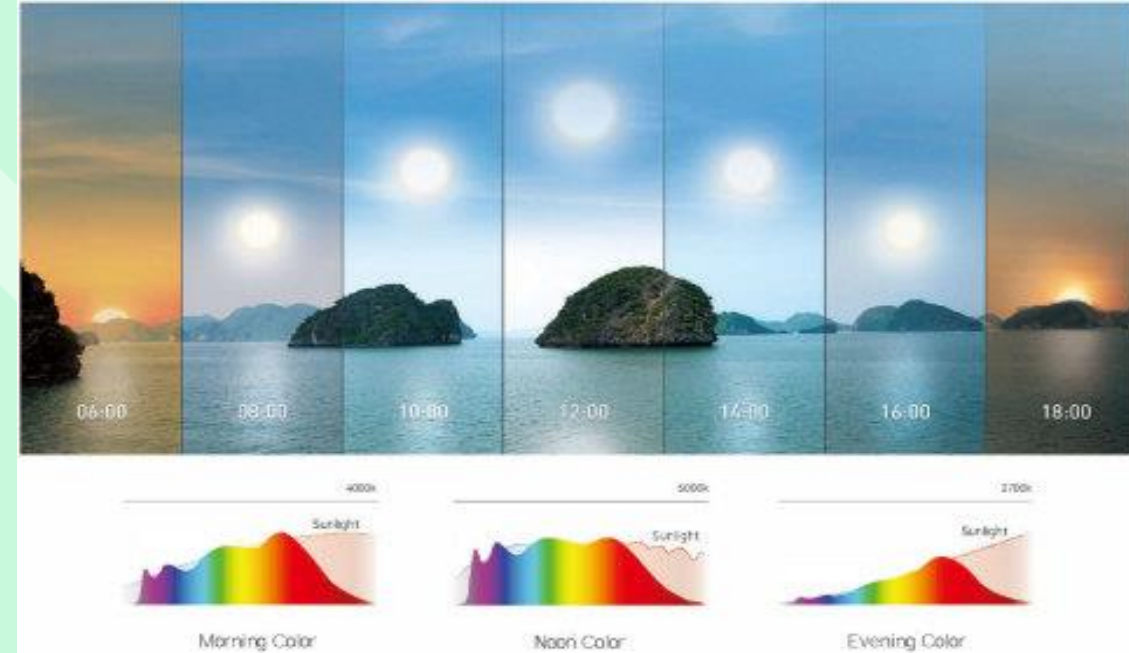 06:00
08:00
10:00
12:00
14:00
16:00
18:00
4000k
5000k
2700k
Sunlight
Sunlight
Sunlight
Morning Color
Noon Color
Evening Color